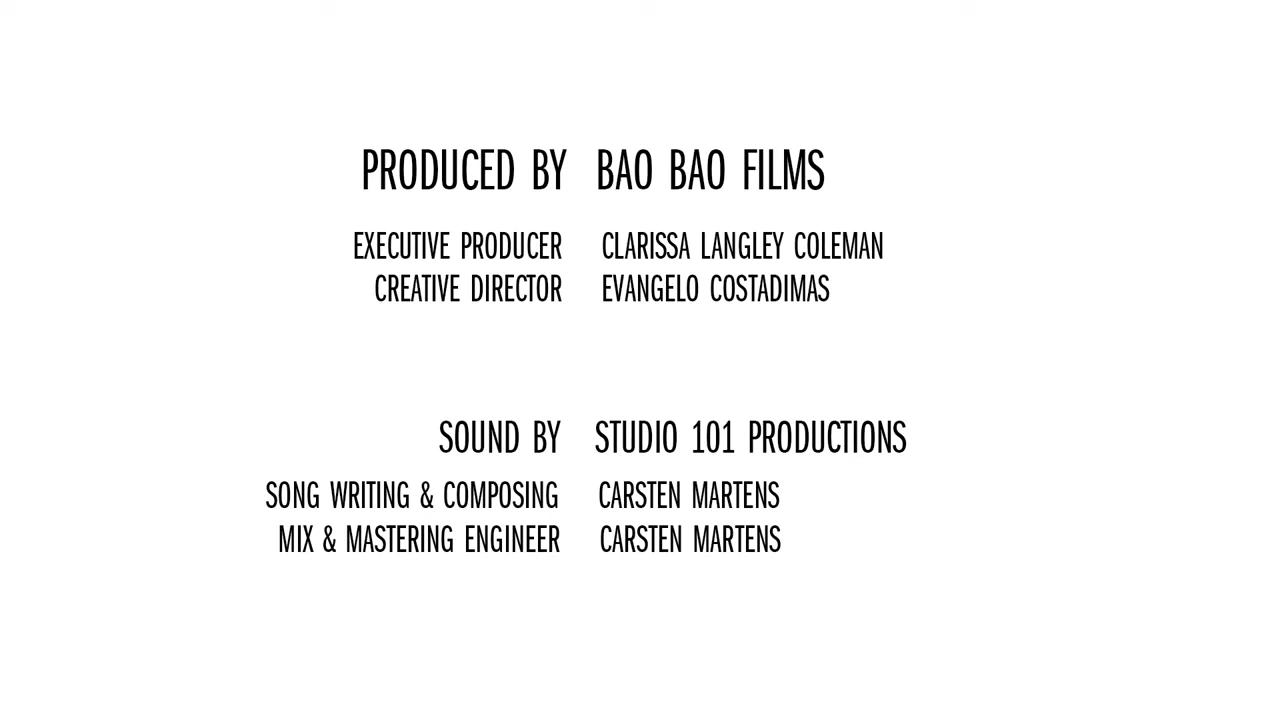 PRODUCED BY BAO BAO FILMS
EXECUTIVE PRODUCER CLARISSA LANGLEY COLEMAN
CREATIVE DIRECTOR EVANGELO COSTADIMAS
SOUND BY STUDIO 101 PRODUCTIONS
SONG WRITING & COMPOSING CARSTEN MARTENS
MIX & MASTERING ENGINEER CARSTEN MARTENS